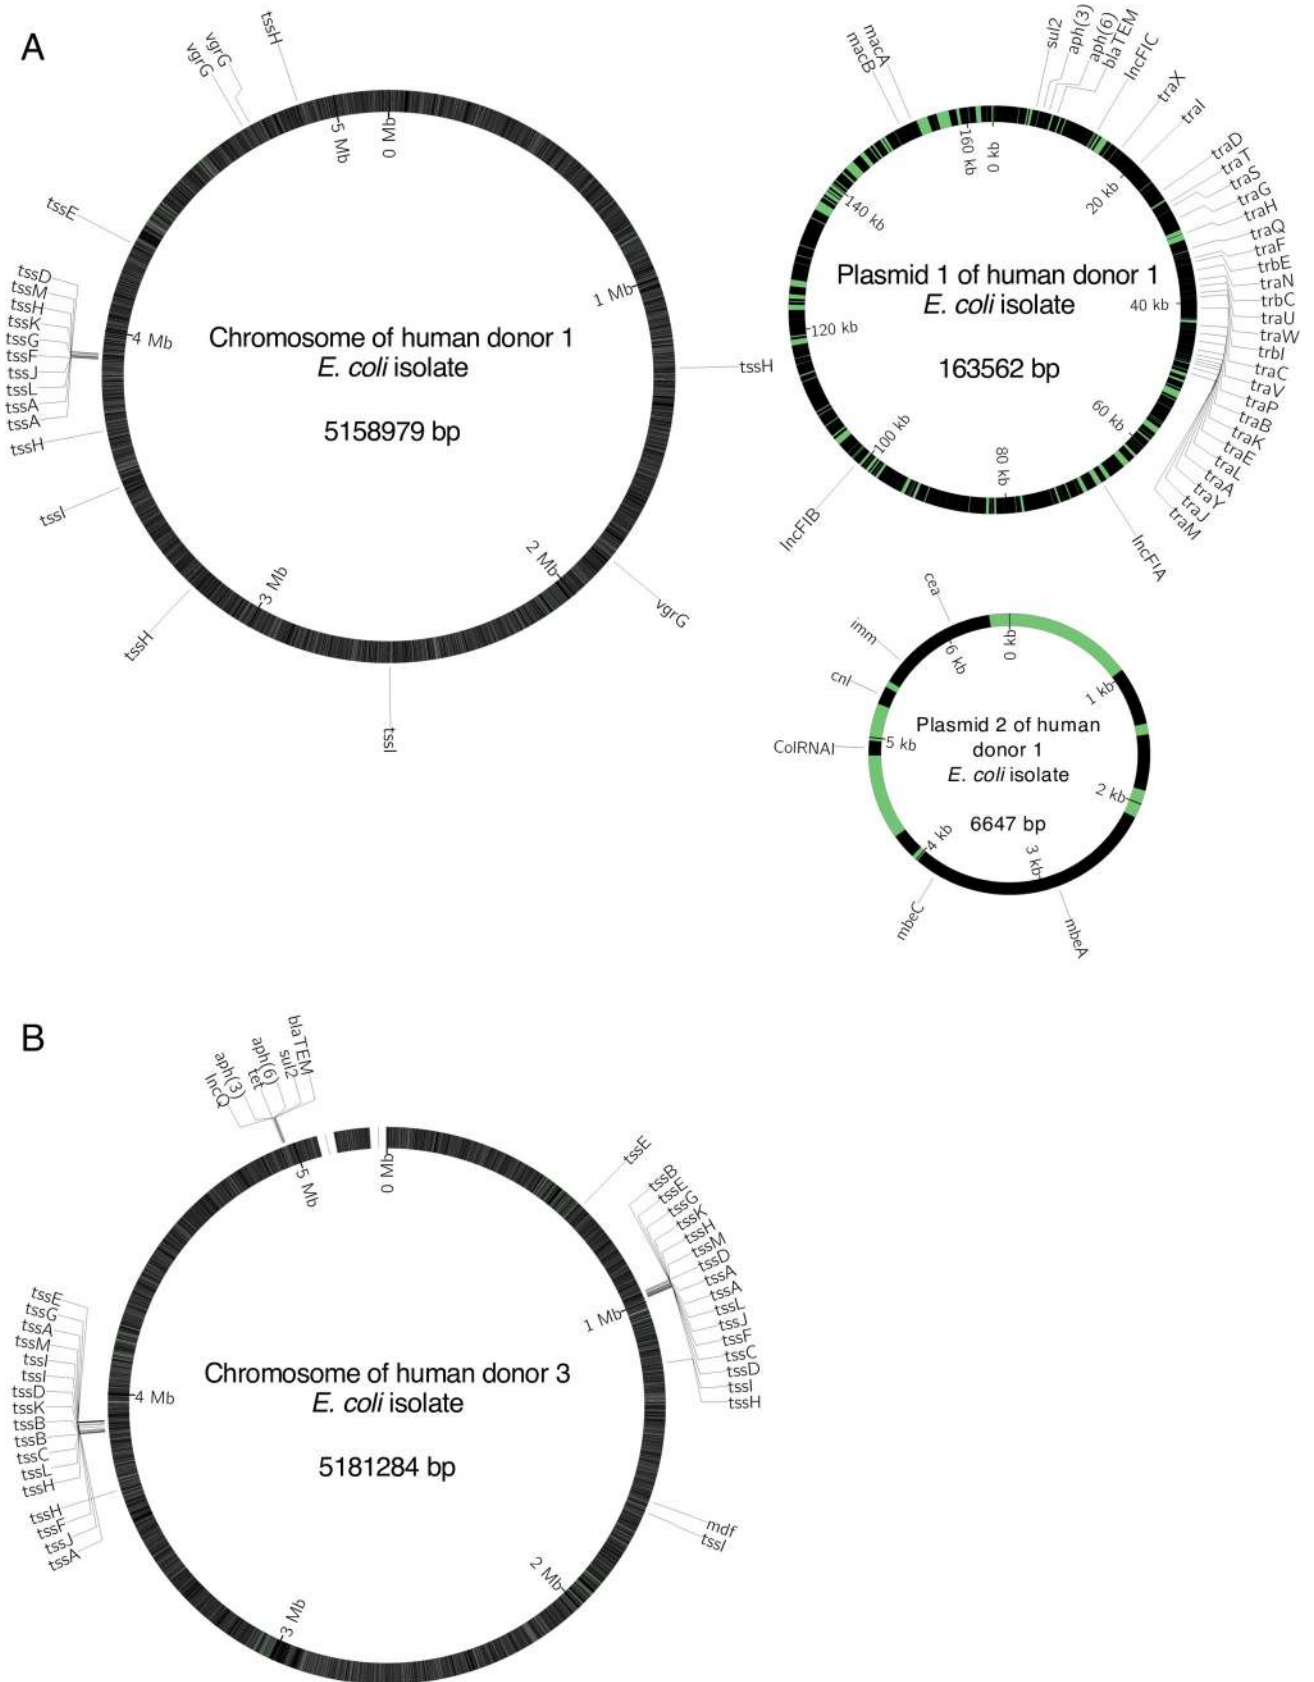 A
vgrG
vgrG
tssH
tssE
tssD
tssM
tssH
tssK
tssG
tssF
tssJ
tssL
tssA
tssA
tssH
tssI
tssH
tssI
vgrG
tssH
5 Mb
0 Mb
1 Mb
2 Mb
3 Mb
4 Mb
Chromosome of human donor 1
E. coli isolate
5158979 bp
macA
macB
sul2
aph(3)
aph(6)
blaTEM
IncFIC
traX
traI
traD
traT
traS
traG
traH
traQ
traF
trbE
traN
trbC
traU
traW
trbI
traC
traV
traP
traB
traK
traE
traL
traA
traY
traJ
traM
IncFIA
IncFIB
160 kb
0 kb
20 kb
40 kb
60 kb
80 kb
100 kb
120 kb
140 kb
Plasmid 1 of human donor 1
E. coli isolate
163562 bp
cea
imm
cnl
ColRNAI
mbeC
mbeA
6 kb
0 kb
1 kb
2 kb
3 kb
4 kb
5 kb
Plasmid 2 of human
donor 1
E. coli isolate
6647 bp
B
IncQ
aph(3)
tet
aph(6)
sul2
blaTEM
tssE
tssB
tssE
tssG
tssK
tssH
tssM
tssD
tssA
tssA
tssL
tssJ
tssF
tssC
tssD
tssI
tssH
mdf
tssI
tssE
tssG
tssA
tssM
tssI
tssI
tssD
tssK
tssB
tssB
tssC
tssL
tssH
tssH
tssF
tssJ
tssA
5 Mb
0 Mb
1 Mb
2 Mb
3 Mb
4 Mb
Chromosome of human donor 3
E. coli isolate
5181284 bp